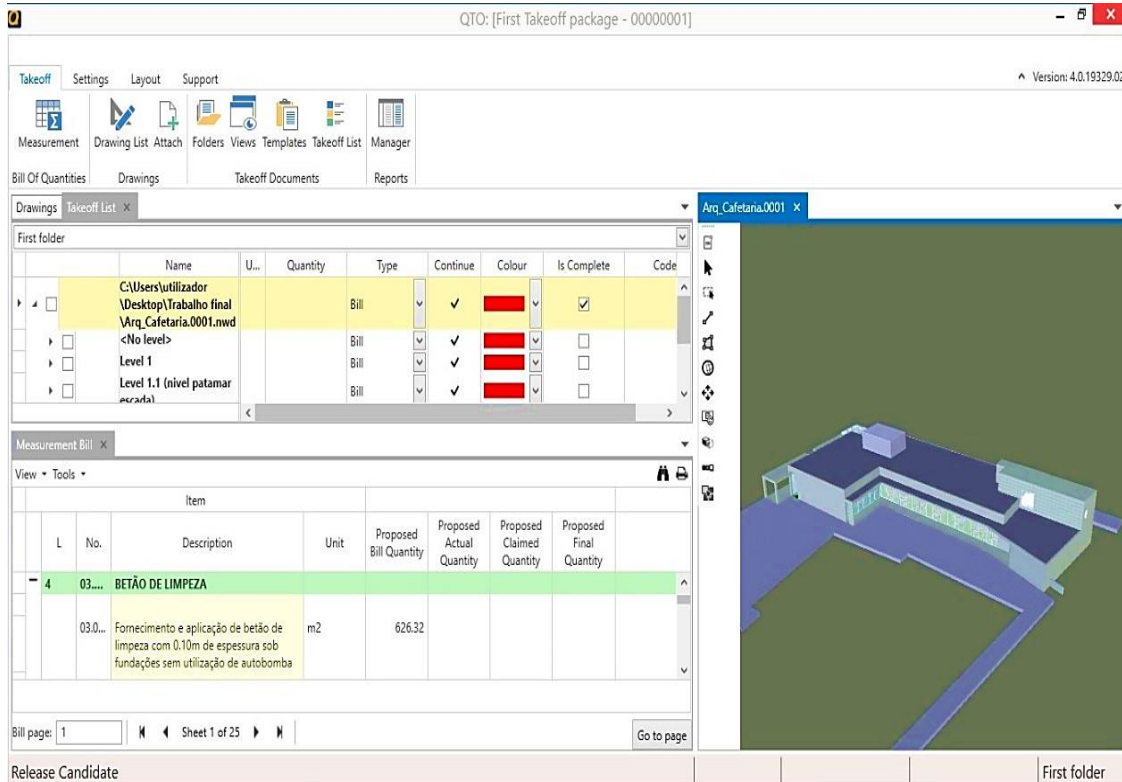 QTO: [First Takeoff package - 00000001]
Takeoff Settings Layout Support
Version: 4.0.19329.02
Measurement Drawing List Attach Folders Views Templates Takeoff List Manager
Bill Of Quantities Drawings Takeoff Documents Reports
Drawings Takeoff List
Arq_Cafetaria.0001
First folder
Name U... Quantity Type Continue Colour Is Complete Code
C:\Users\utilizador
\Desktop\Trabalho final
\Arq_Cafetaria.0001.nwd
Bill
<No level> Bill
Level 1 Bill
Level 1.1 (nivel patamar
escada)
Bill
Measurement Bill
View Tools
Item
L No. Description Unit
Proposed
Bill Quantity
Proposed
Actual
Quantity
Proposed
Claimed
Quantity
Proposed
Final
Quantity
4 03.... BETÃO DE LIMPEZA
03.0... Fornecimento e aplicação de betão de m2 626.32
limpeza com 0.10m de espessura sob
fundações sem utilização de autobomba
Bill page: 1 Sheet 1 of 25 Go to page
Release Candidate First folder